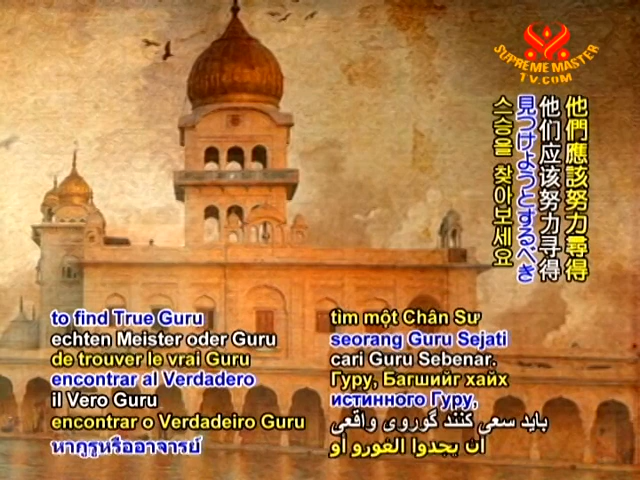 SUPREME MASTER
TV.COM
他們應該努力尋得
他们应该努力寻得
見つけようとするべき
스승을 찾아보세요
to find True Guru
echten Meister oder Guru
de trouver le vrai Guru
encontrar al Verdadero
il Vero Guru
encontrar o Verdadeiro Guru
หากูรูหรืออาจารย์
tìm một Chân Sư
seorang Guru Sejati
cari Guru Sebenar.
Гуру, Багшийг хайх
истинного Гуру,
باید سعی کنند گوروی واقعی
أن يجدوا الغورو أو